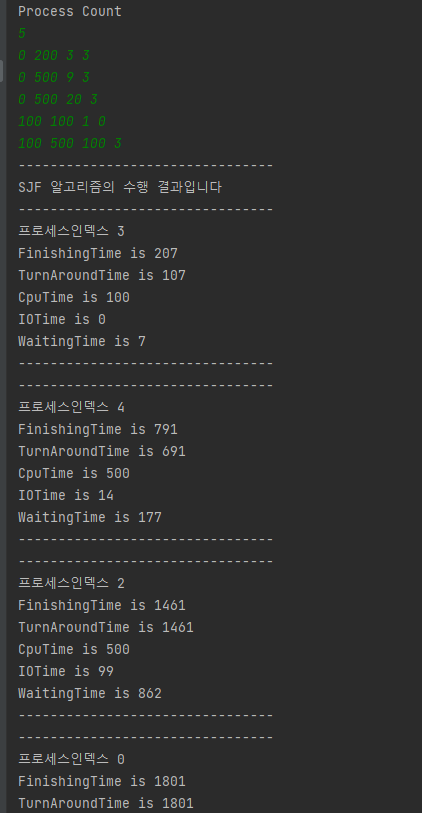 Process Count
5
0 200 3 3
0 500 9 3
0 500 20 3
100 100 1 0
100 500 100 3
-------------------------------
SJF 알고리즘의 수행 결과입니다
-------------------------------
프로세스인덱스 3
FinishingTime is 207
TurnAroundTime is 107
CpuTime is 100
IOTime is 0
WaitingTime is 7
-------------------------------
-------------------------------
프로세스인덱스 4
FinishingTime is 791
TurnAroundTime is 691
CpuTime is 500
IOTime is 14
WaitingTime is 177
-------------------------------
-------------------------------
프로세스인덱스 2
FinishingTime is 1461
TurnAroundTime is 1461
CpuTime is 500
IOTime is 99
WaitingTime is 862
-------------------------------
-------------------------------
프로세스인덱스 0
FinishingTime is 1801
TurnAroundTime is 1801